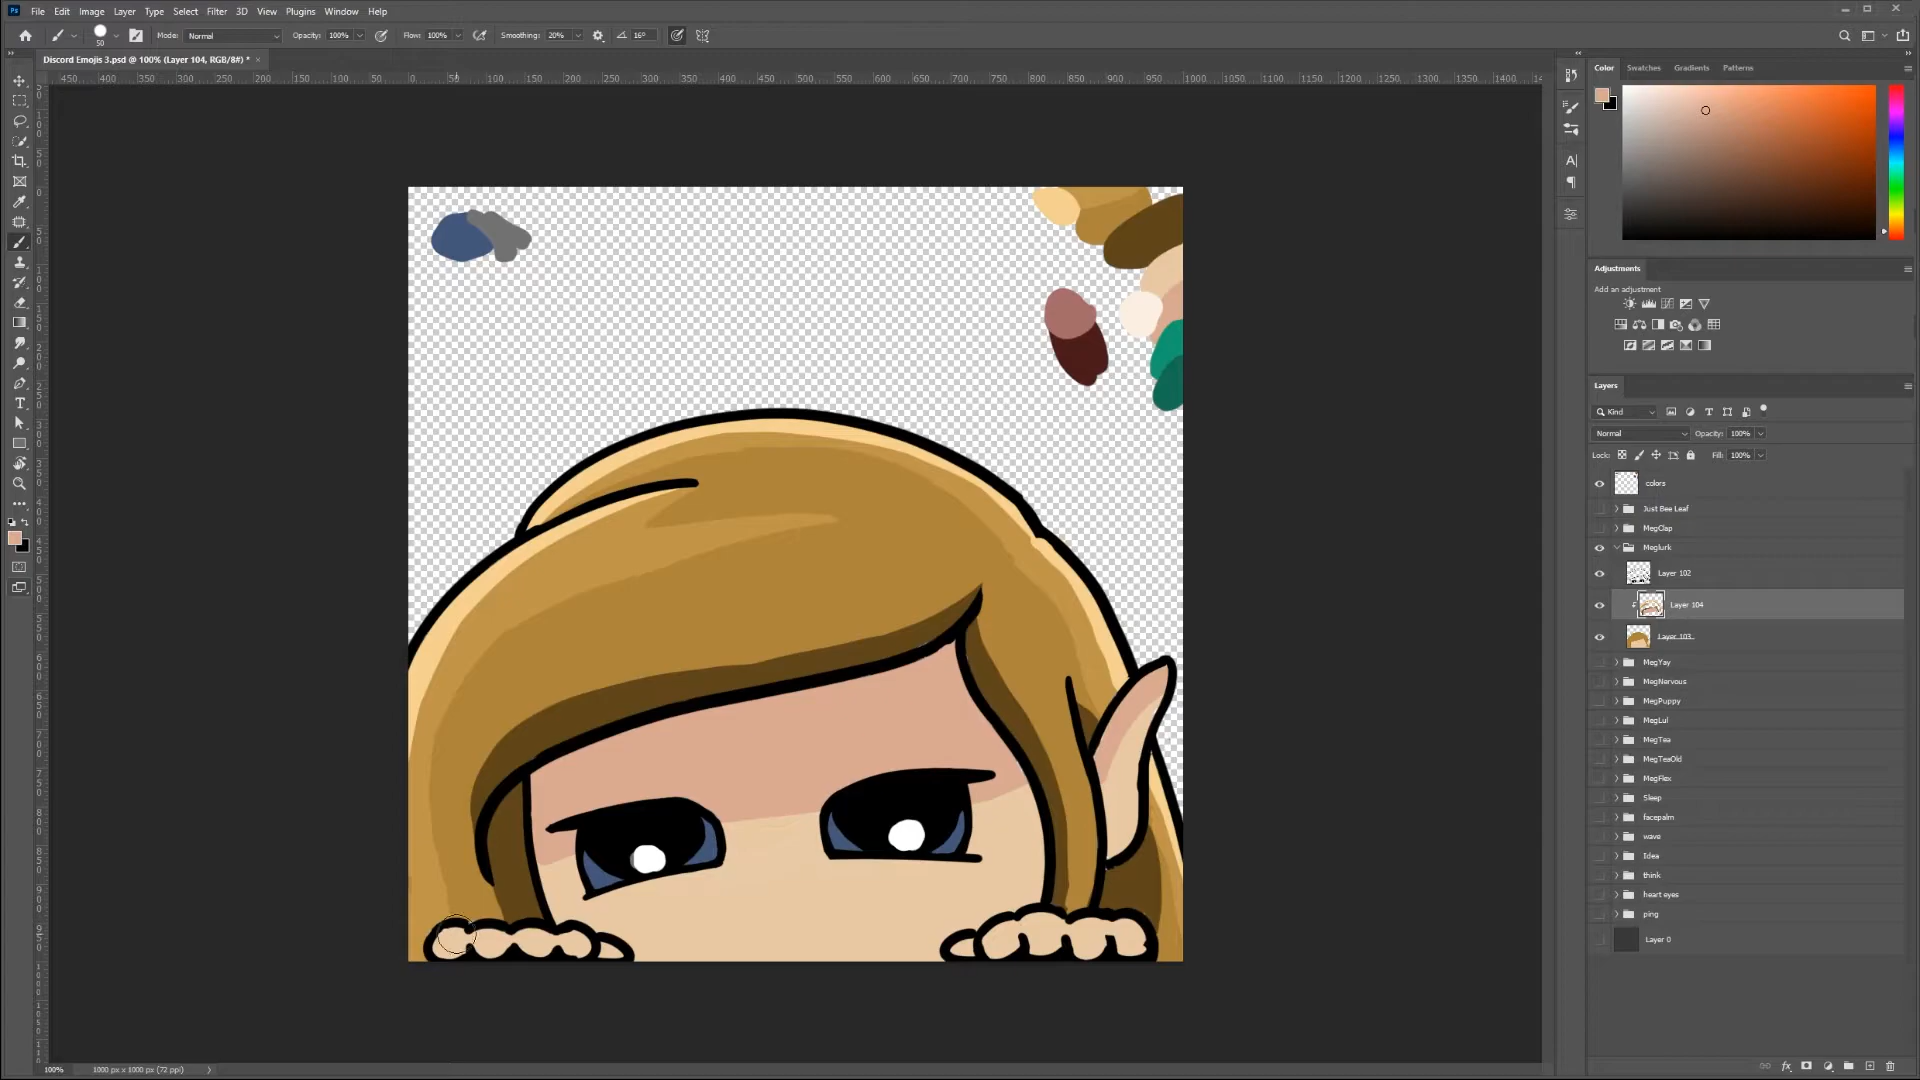 File Edit Image Layer Type Select Filter 3D View Plugins Window Help
50 Mode: Normal Opacity: 100% Flow: 100% Smoothing: 20% 16°
Discord Emojis 3.psd @ 100% (Layer 104, RGB/8#) * ×
450 400 350 300 250 200 150 100 50 0 50 100 150 200 250 300 350 400 450 500 550 600 650 700 750 800 850 900 950 1000 1050 1100 1150 1200 1250 1300 1350 1400
Color Swatches Gradients Patterns
Adjustments
Add an adjustment
Layers
Kind
Normal Opacity: 100%
Lock: Fill: 100%
colors
Just Bee Leaf
MegClap
Meglurk
Layer 102
Layer 104
Layer 103
MegYay
MegNervous
MegPuppy
MegLul
MegTea
MegTeaOld
MegFlex
Sleep
facepalm
wave
Idea
think
heart eyes
ping
Layer 0
100% 1000 px x 1000 px (72 ppi)